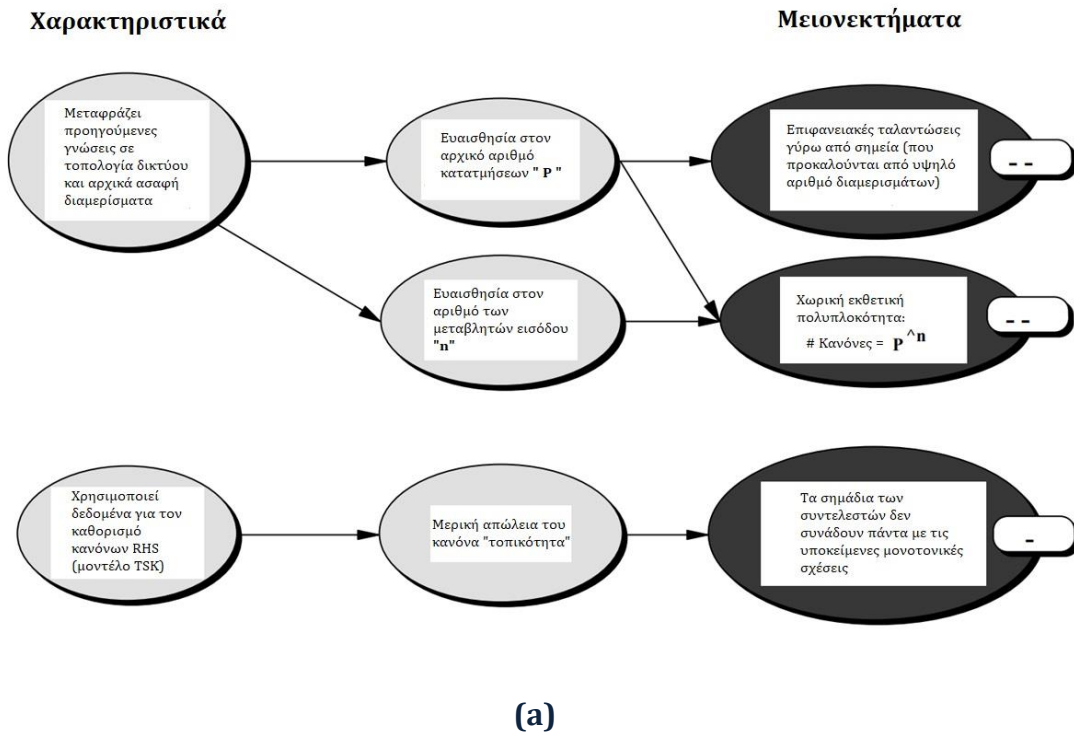 Χαρακτηριστικά
Μειονεκτήματα
Μεταφράζει
προηγούμενες
γνώσεις σε
τοπολογία δικτύου
και αρχικά ασαφή
διαμερίσματα
Ευαισθησία στον
αρχικό αριθμό
κατατμήσεων " P "
Επιφανειακές ταλαντώσεις
γύρω από σημεία (που
προκαλούνται από υψηλό
αριθμό διαμερισμάτων)
- -
Ευαισθησία στον
αριθμό των
μεταβλητών εισόδου
"n"
Χωρική εκθετική
πολυπλοκότητα:
# Κανόνες = P ^n
- -
Χρησιμοποιεί
δεδομένα για τον
καθορισμό
κανόνων RHS
(μοντέλο TSK)
Μερική απώλεια του
κανόνα "τοπικότητα"
Τα σημάδια των
συντελεστών δεν
συνάδουν πάντα με τις
υποκείμενες μονοτονικές
σχέσεις
-
(a)